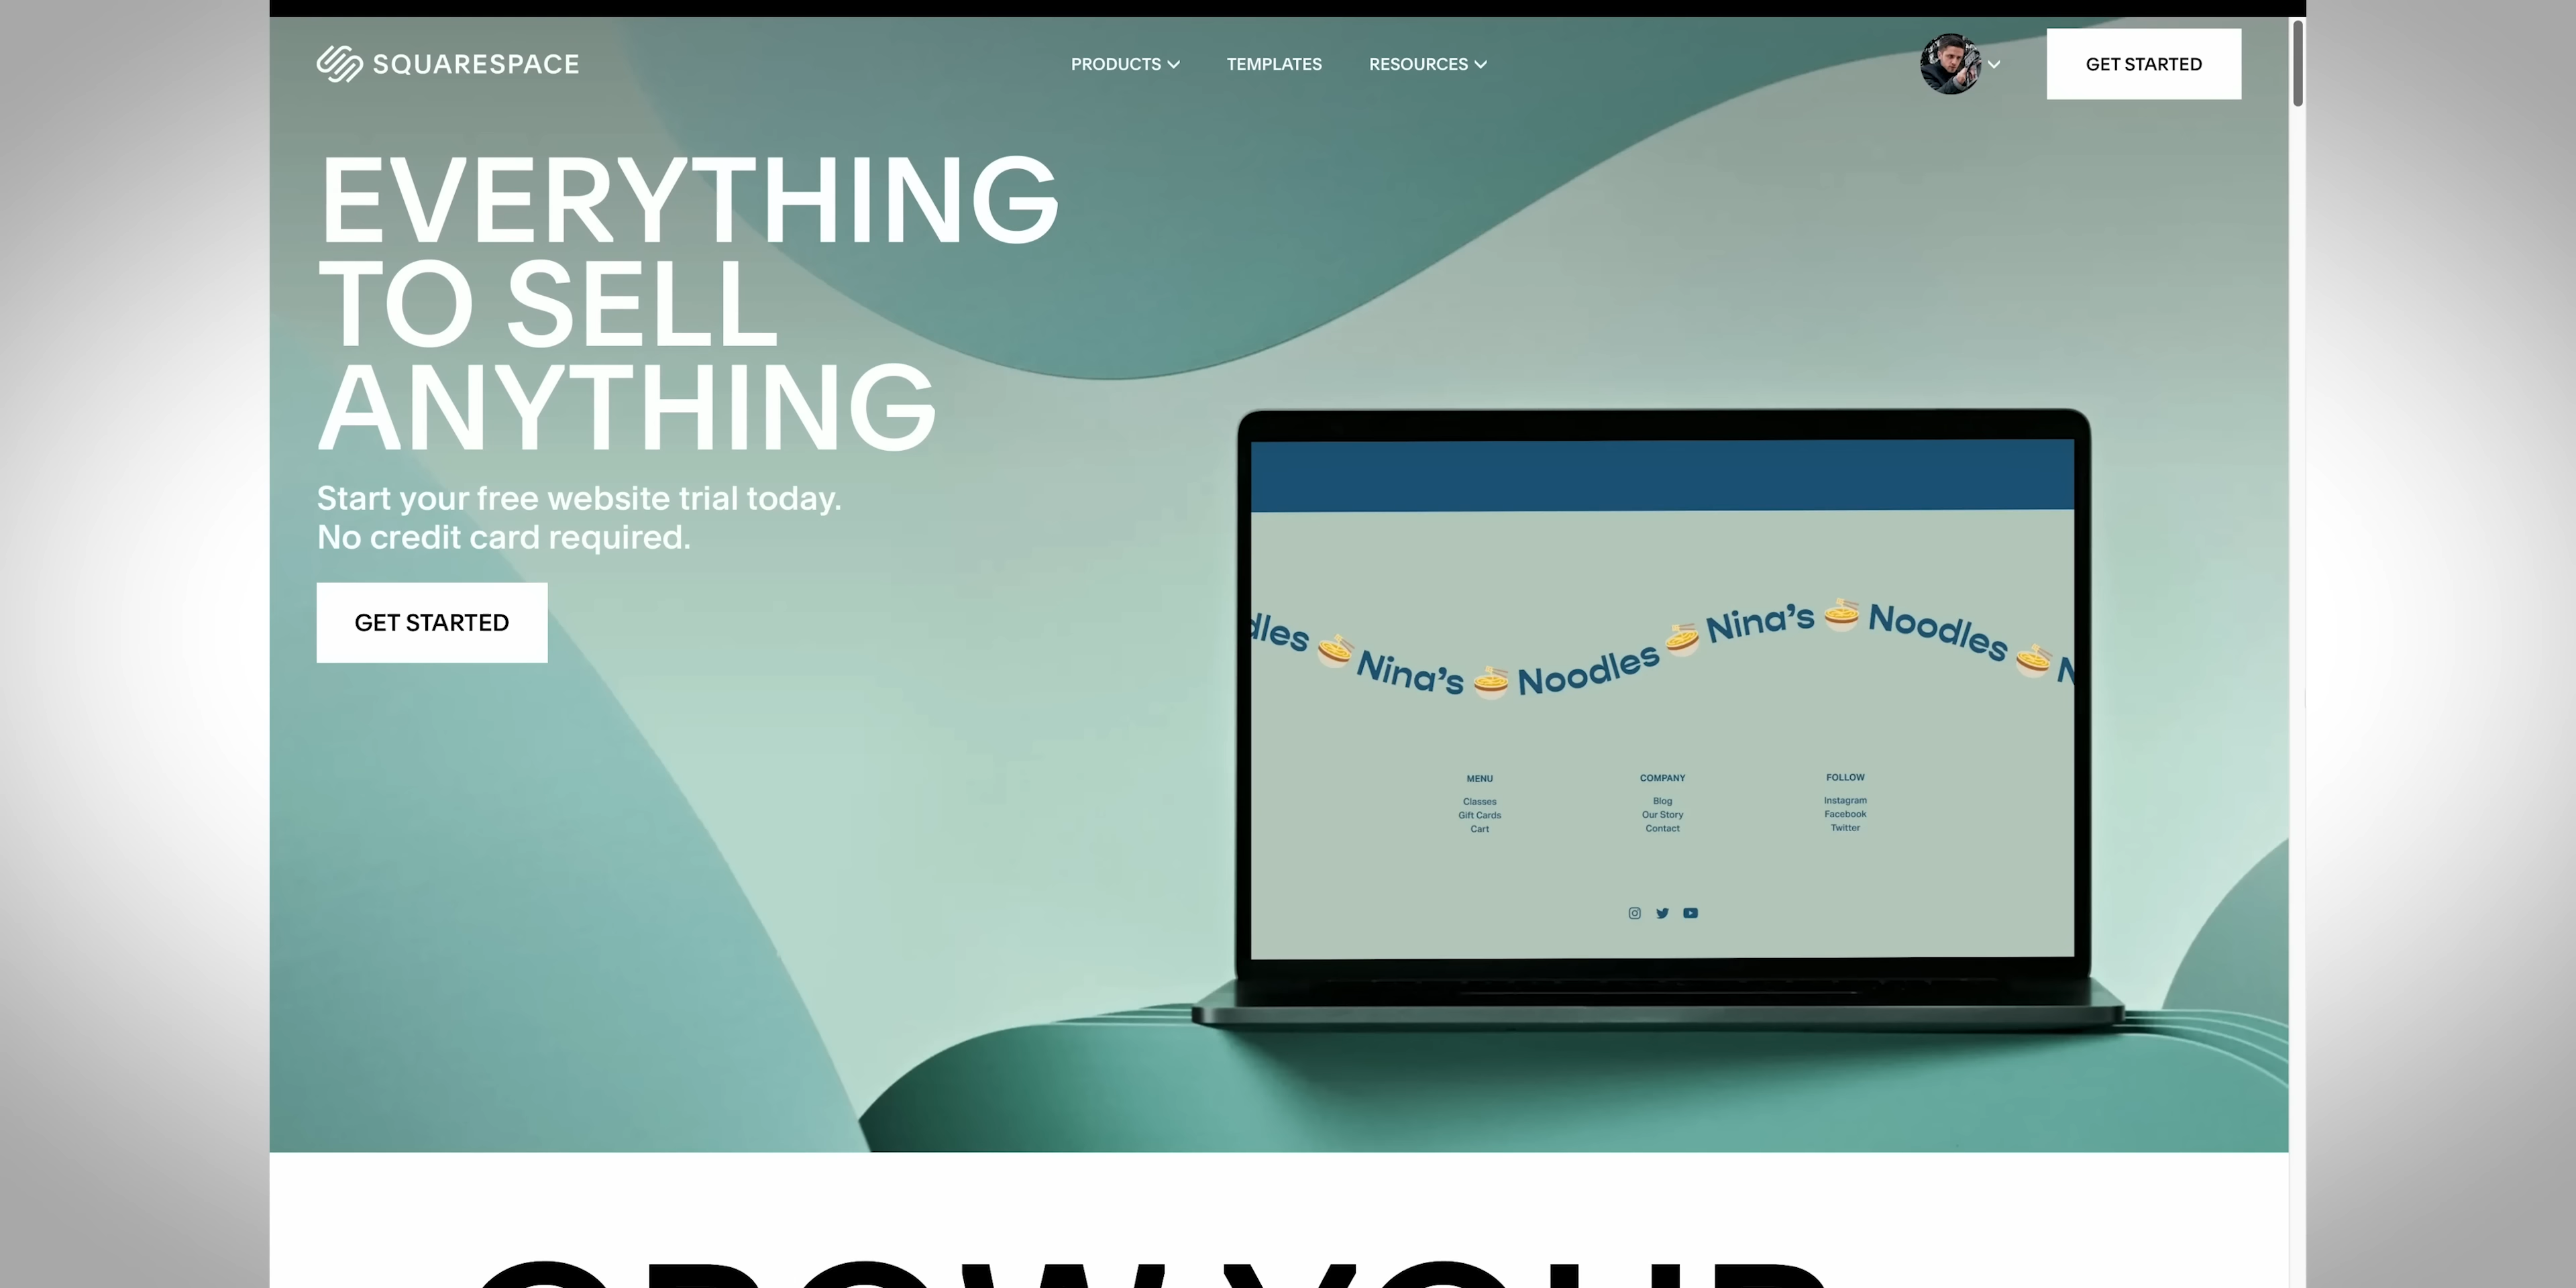 SQUARESPACE
PRODUCTS
TEMPLATES
RESOURCES
GET STARTED
EVERYTHING
TO SELL
ANYTHING
Start your free website trial today.
No credit card required.
GET STARTED
Nina's Noodles Nina's Noodles
MENU
Classes
Gift Cards
Cart
COMPANY
Blog
Our Story
Contact
FOLLOW
Instagram
Facebook
Twitter
GROW YOUR